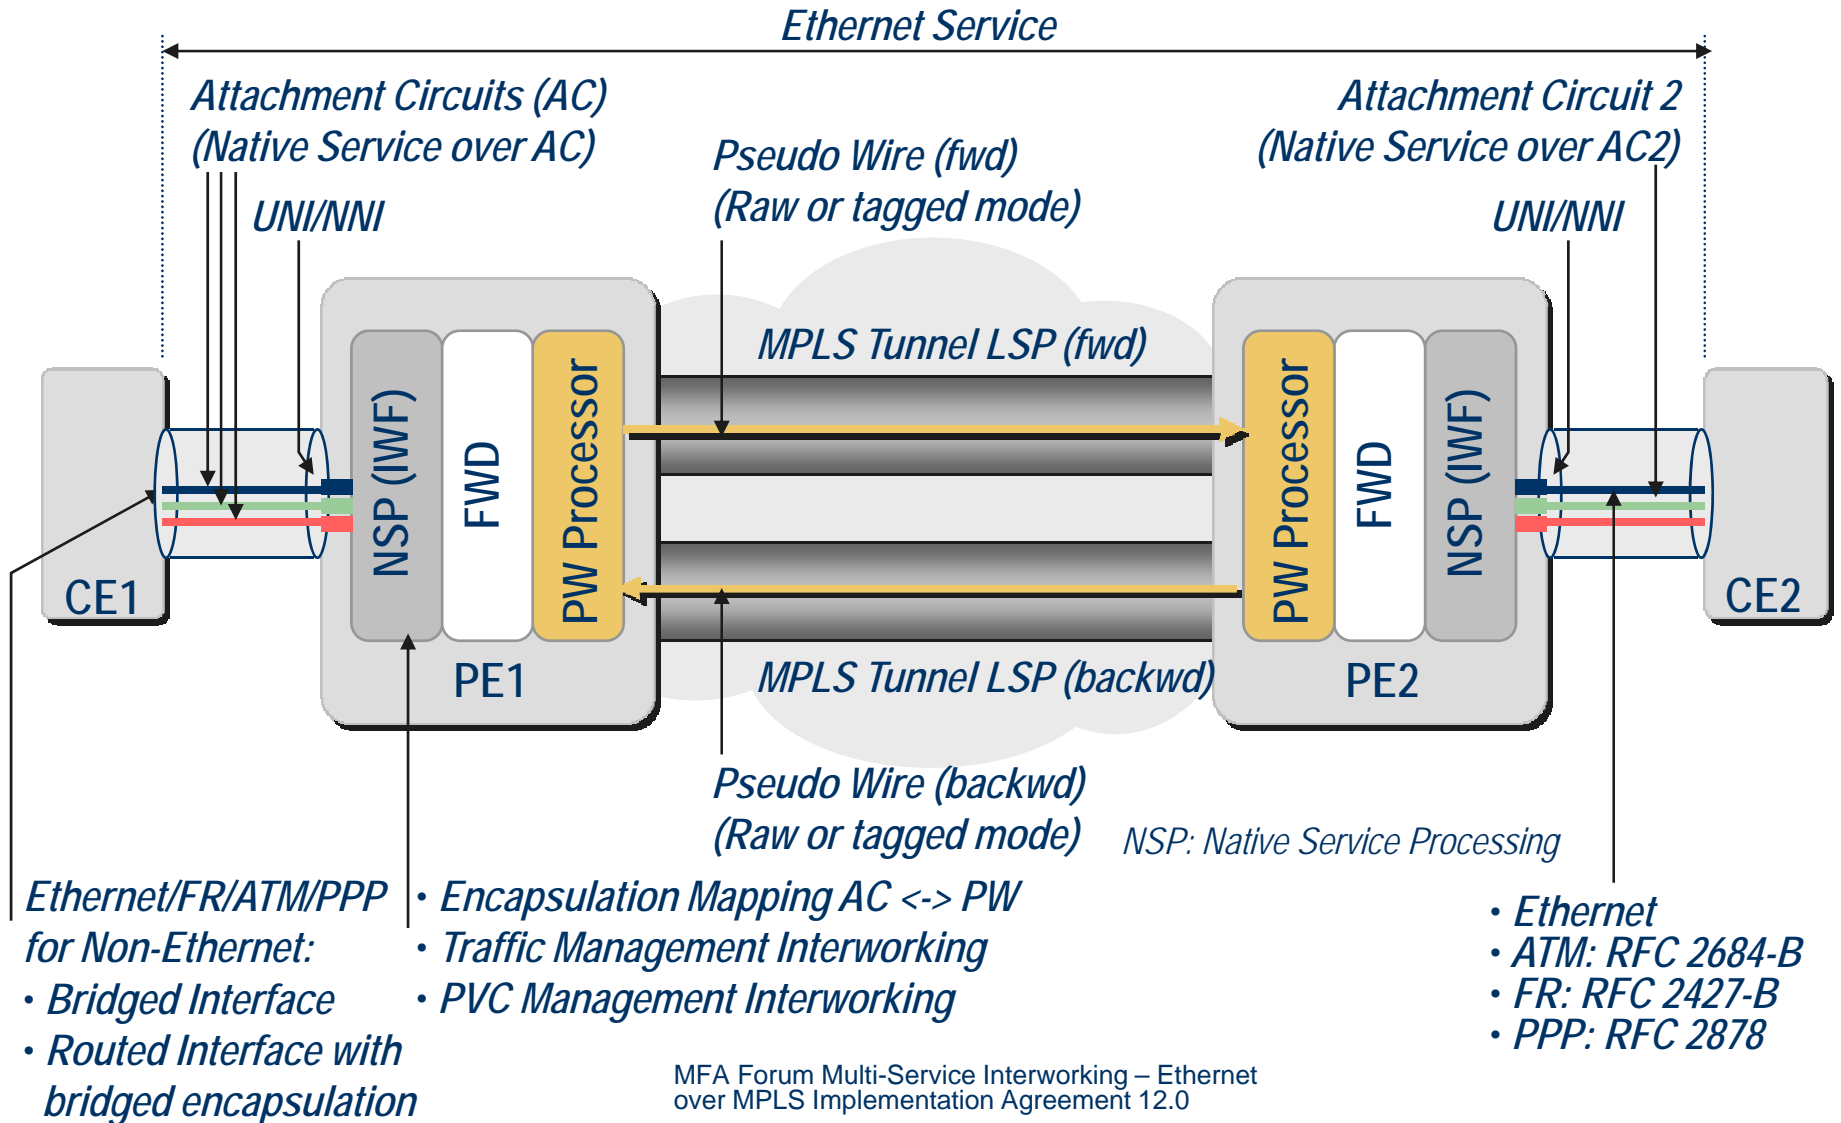 Ethernet Service
Attachment Circuits (AC)
(Native Service over AC)
Attachment Circuit 2
(Native Service over AC2)
Pseudo Wire (fwd)
(Raw or tagged mode)
UNI/NNI
UNI/NNI
MPLS Tunnel LSP (fwd)
NSP (IWF)
FWD
PW Processor
PW Processor
FWD
NSP (IWF)
CE1
CE2
PE1
MPLS Tunnel LSP (backwd)
PE2
Pseudo Wire (backwd)
(Raw or tagged mode)
NSP: Native Service Processing
Ethernet/FR/ATM/PPP
for Non-Ethernet:
• Bridged Interface
• Routed Interface with
bridged encapsulation
• Encapsulation Mapping AC <-> PW
• Traffic Management Interworking
• PVC Management Interworking
• Ethernet
• ATM: RFC 2684-B
• FR: RFC 2427-B
• PPP: RFC 2878
MFA Forum Multi-Service Interworking – Ethernet
over MPLS Implementation Agreement 12.0